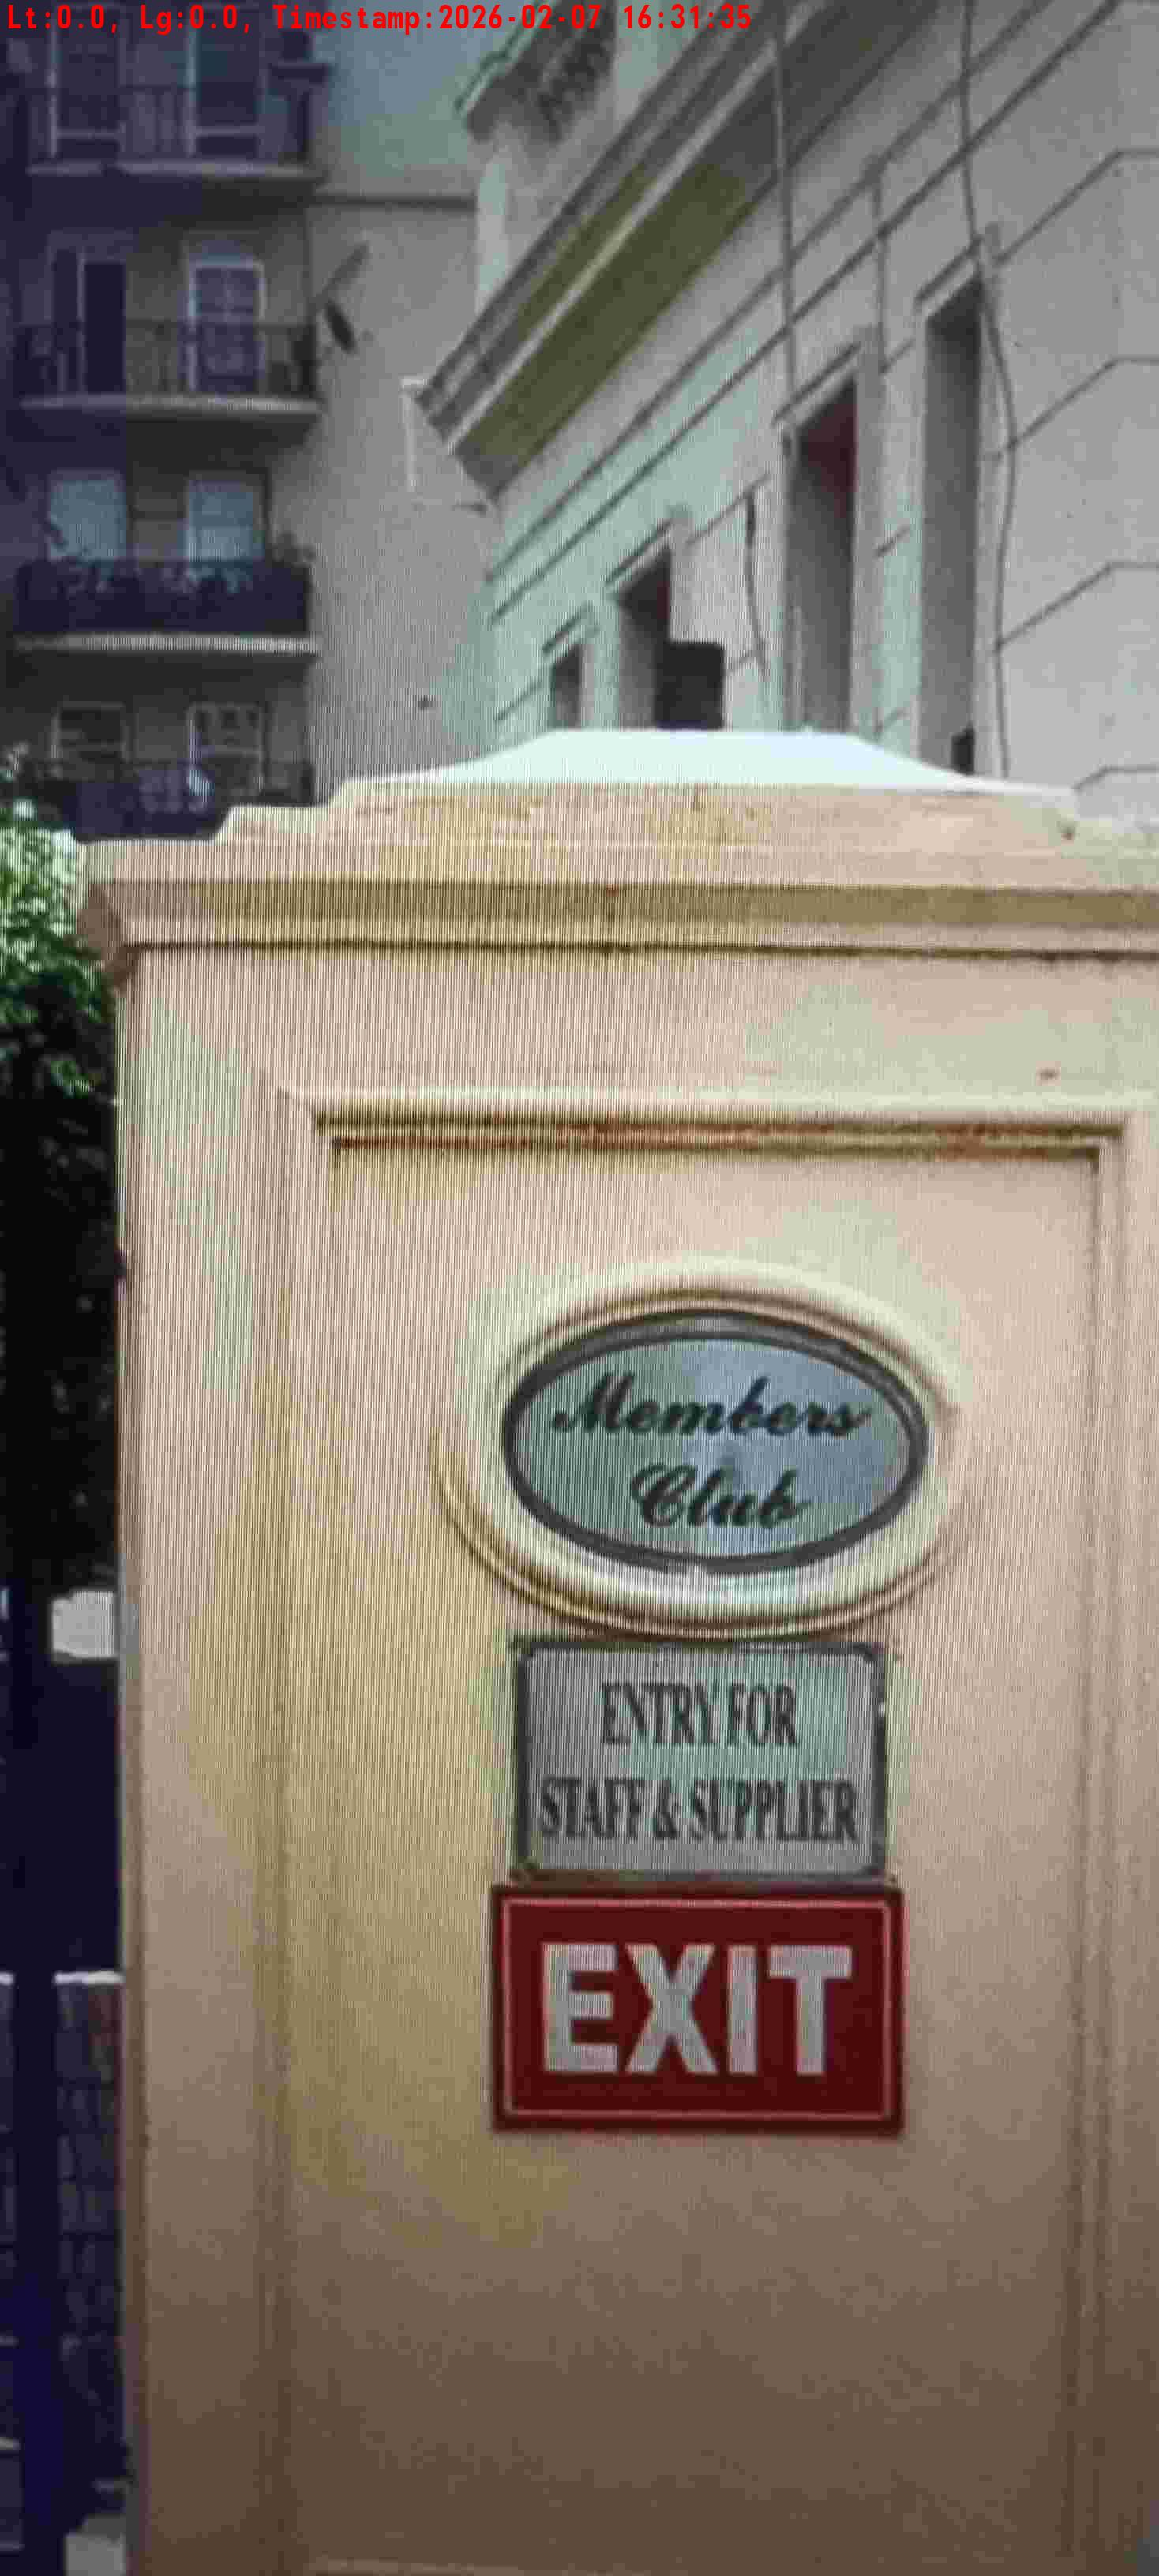 Lt:0.0, Lg:0.0, Timestamp:2026-02-07 16:31:35
Members
Club
ENTRY FOR
STAFF & SUPPLIER
EXIT